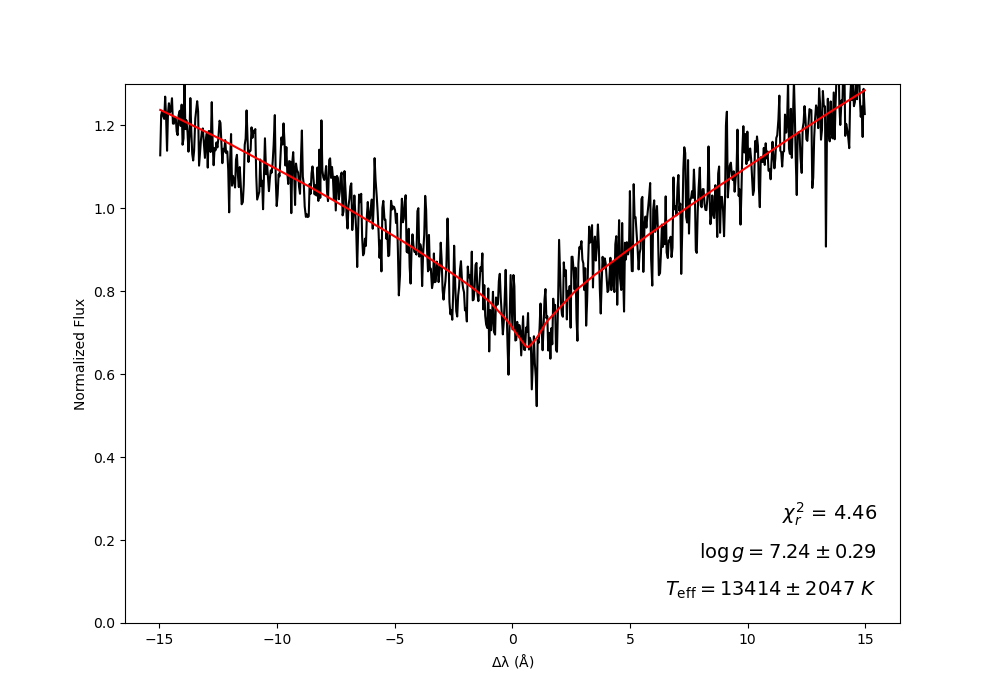 1.2
1.0
0.8
0.6
0.4
0.2
0.0
Normalized Flux
χ²ᵣ = 4.46
log g = 7.24 ± 0.29
T_eff = 13414 ± 2047 K
−15 −10 −5 0 5 10 15
Δλ (Å)